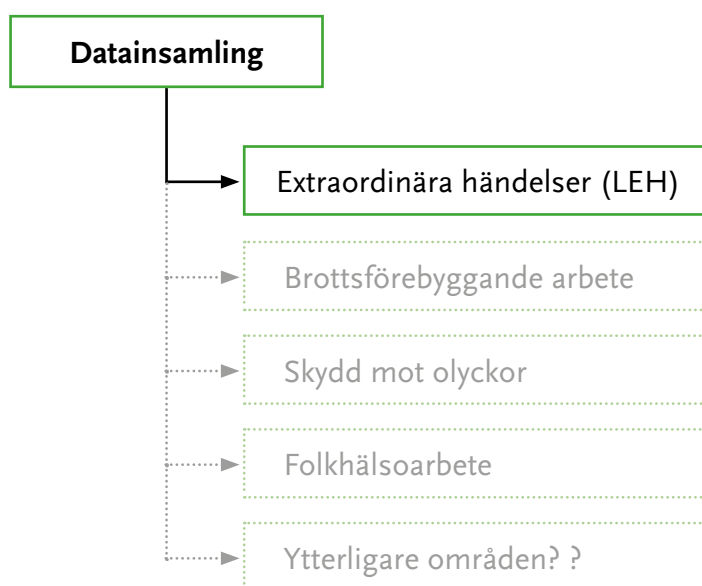 Datainsamling
Extraordinära händelser (LEH)
Brottsförebyggande arbete
Skydd mot olyckor
Folkhälsoarbete
Ytterligare områden? ?